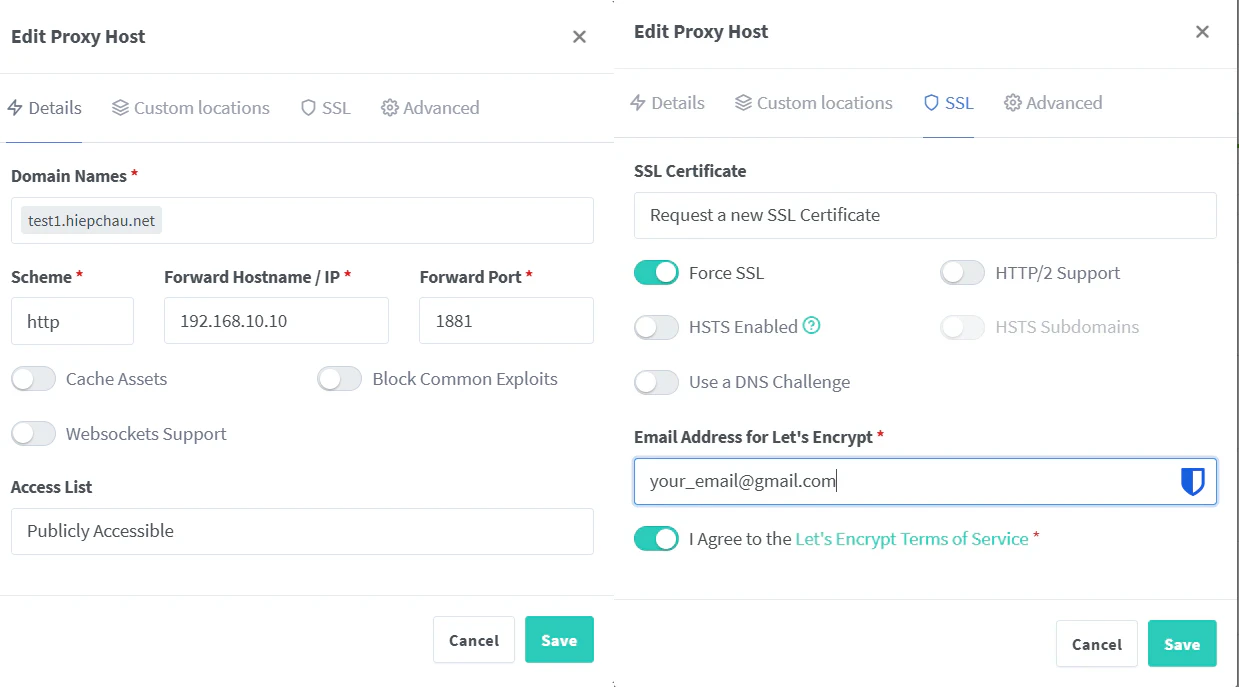 Edit Proxy Host
Details Custom locations SSL Advanced
Domain Names *
test1.hiepchau.net
Scheme * Forward Hostname / IP * Forward Port *
http 192.168.10.10 1881
Cache Assets Block Common Exploits
Websockets Support
Access List
Publicly Accessible
Cancel Save
Edit Proxy Host
Details Custom locations SSL Advanced
SSL Certificate
Request a new SSL Certificate
Force SSL HTTP/2 Support
HSTS Enabled HSTS Subdomains
Use a DNS Challenge
Email Address for Let's Encrypt *
your_email@gmail.com
I Agree to the Let's Encrypt Terms of Service *
Cancel Save